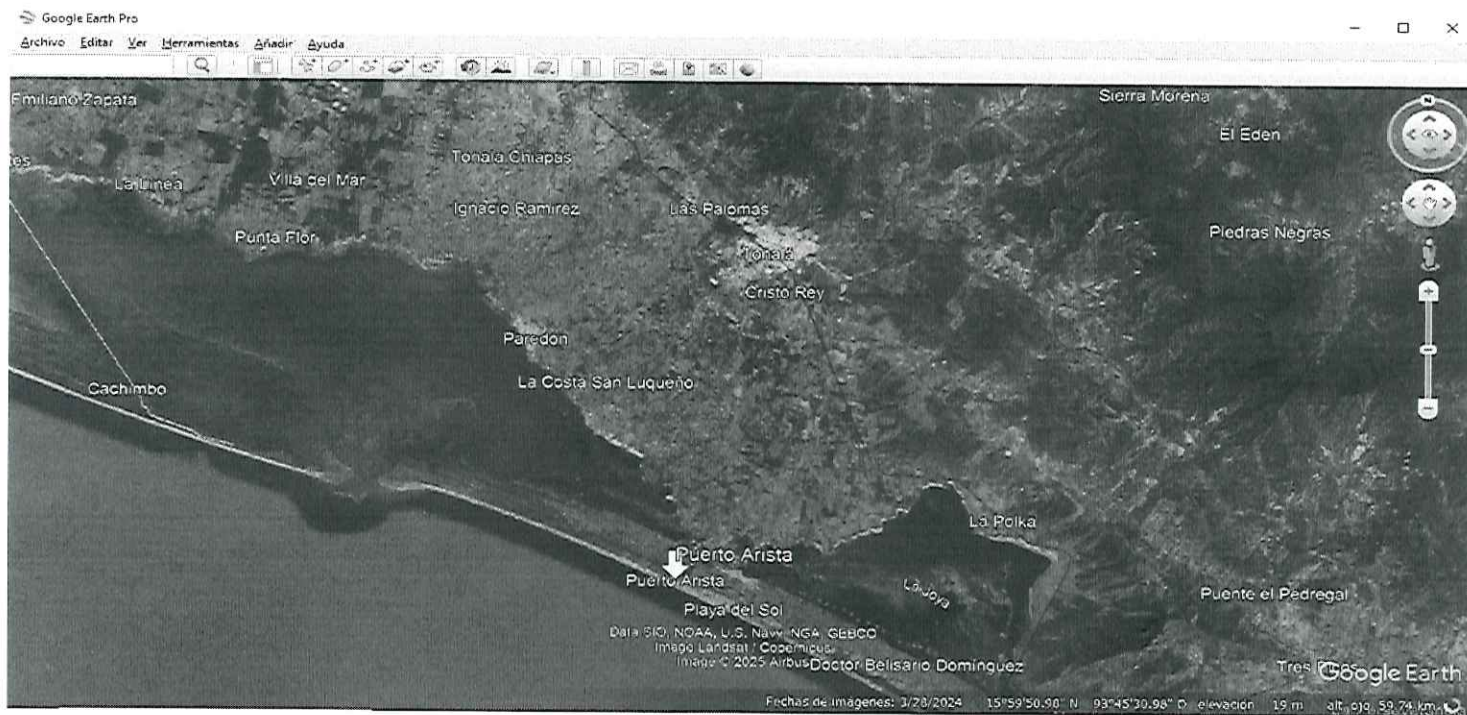 Google Earth Pro
Archivo Editar Ver Herramientas Añadir Ayuda
Emiliano Zapata
Sierra Morena
El Eden
Tonala Chiapas
La Linea
Villa del Mar
Ignacio Ramirez
Las Palomas
Piedras Negras
Punta Flor
Tonalá
Cristo Rey
Paredon
La Costa San Luqueño
Cachimbo
La Polka
Puerto Arista
Puerto Arista
La Joya
Puente el Pedregal
Playa del Sol
Data SIO, NOAA, U.S. Navy, NGA, GEBCO
Image Landsat / Copernicus
Image © 2025 Airbus
Doctor Belisario Domínguez
Tres
Google Earth
Fechas de imágenes: 3/28/2024 15°59'50.98" N 93°45'30.98" O elevación 19 m alt. ojo 59.74 km